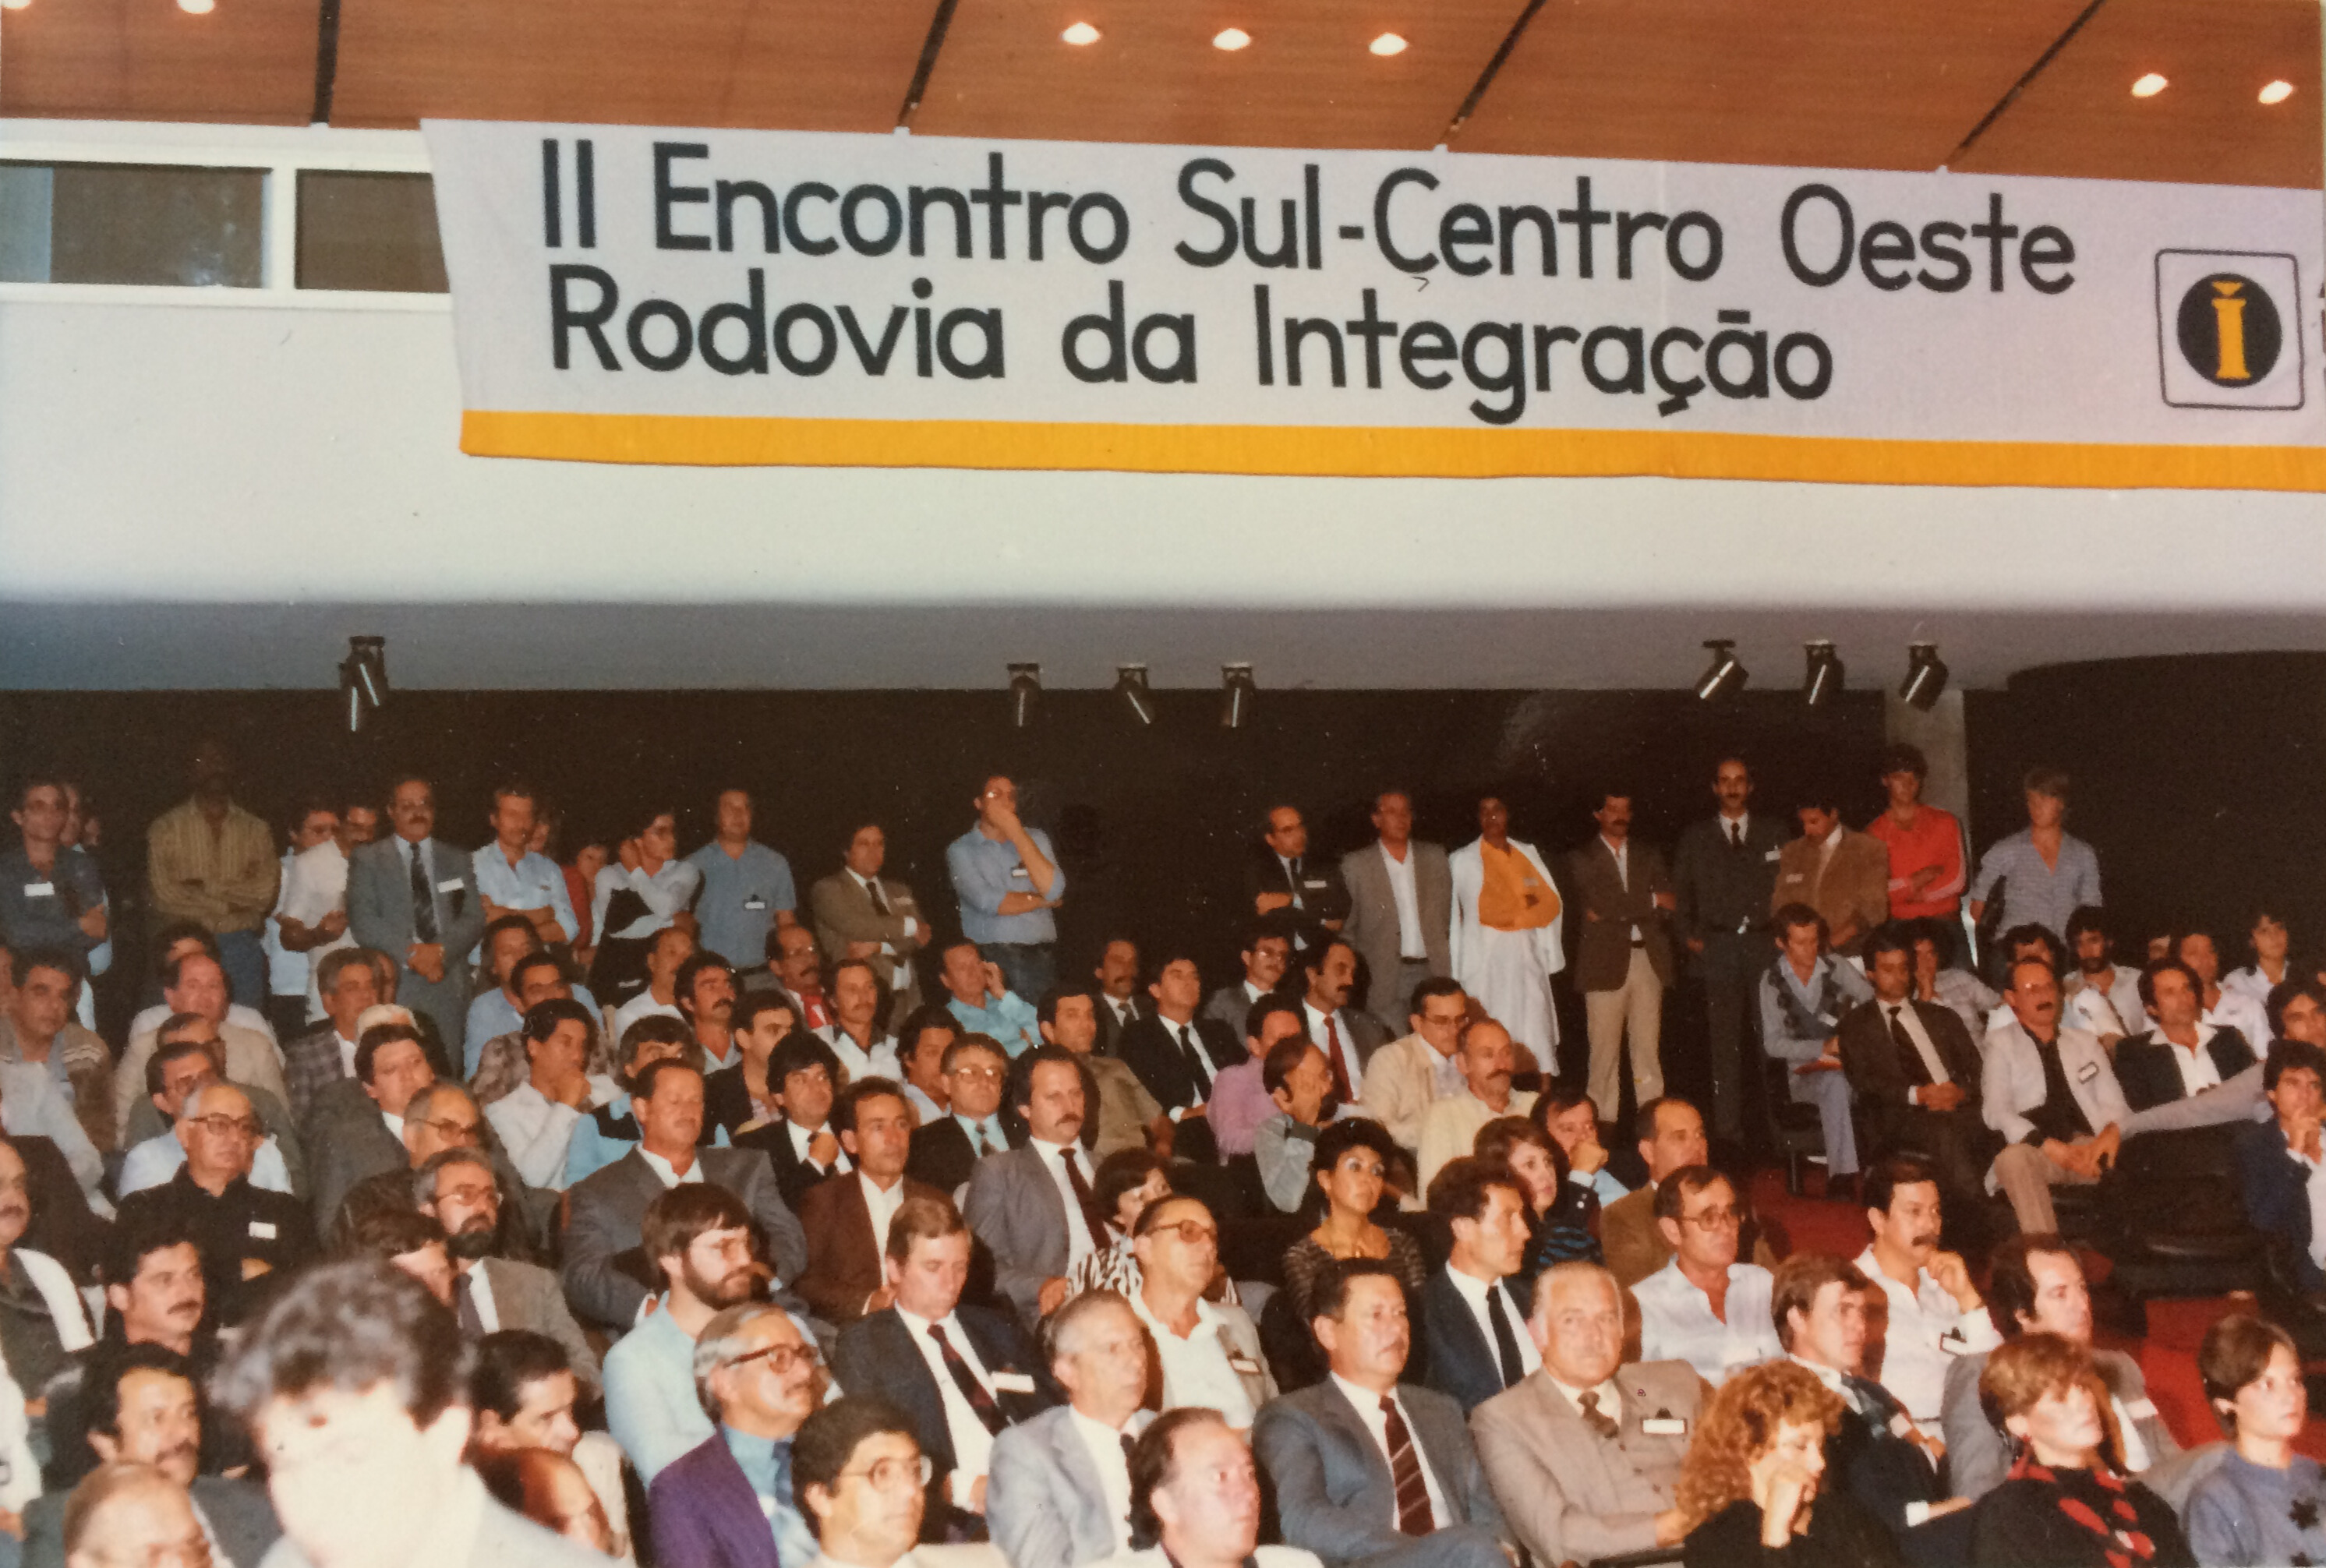 II Encontro Sul-Centro Oeste
Rodovia da Integração
i